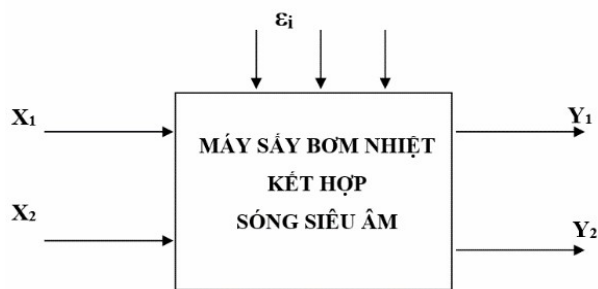 εi
X1
Y1
MÁY SẤY BƠM NHIỆT
KẾT HỢP
SÓNG SIÊU ÂM
X2
Y2